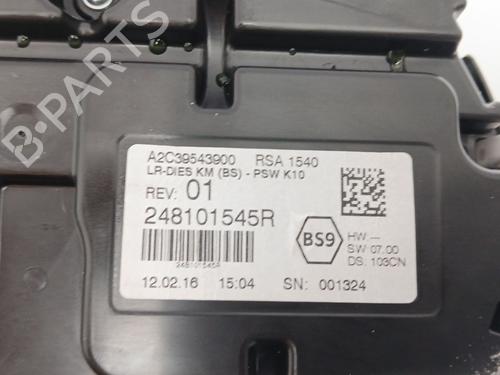 A2C39543900 RSA 1540
LR-DIES KM (BS) - PSW K10
REV: 01
248101545R
BS9
HW: ---
SW: 07.00
DS: 103CN
248101545R
12.02.16 15:04 SN: 001324
B-PARTS